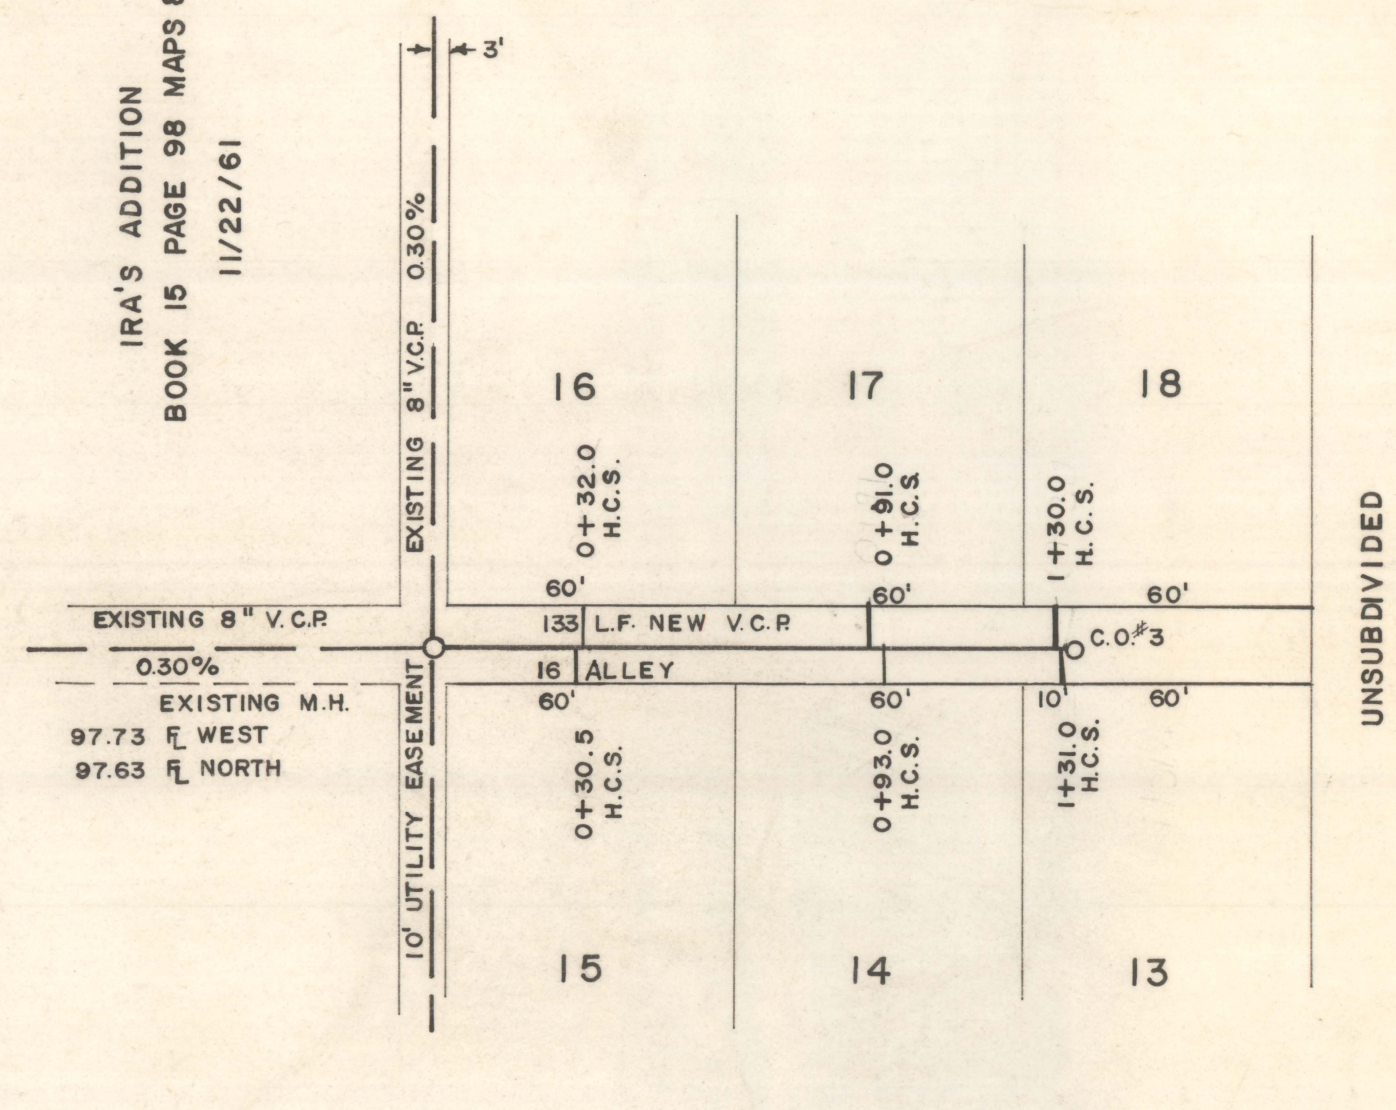 IRA'S ADDITION
BOOK 15 PAGE 98 MAPS
11/22/61
3'
EXISTING 8" V.C.P. 0.30%
16
17
18
0+32.0
H.C.S.
0+91.0
H.C.S.
1+30.0
H.C.S.
UNSUBDIVIDED
60'
60'
60'
EXISTING 8" V.C.P.
133 L.F. NEW V.C.P.
C.O.#3
0.30%
16 ALLEY
EXISTING M.H.
97.73 FL WEST
97.63 FL NORTH
10' UTILITY EASEMENT
60'
60'
10'
60'
0+30.5
H.C.S.
0+93.0
H.C.S.
1+31.0
H.C.S.
15
14
13